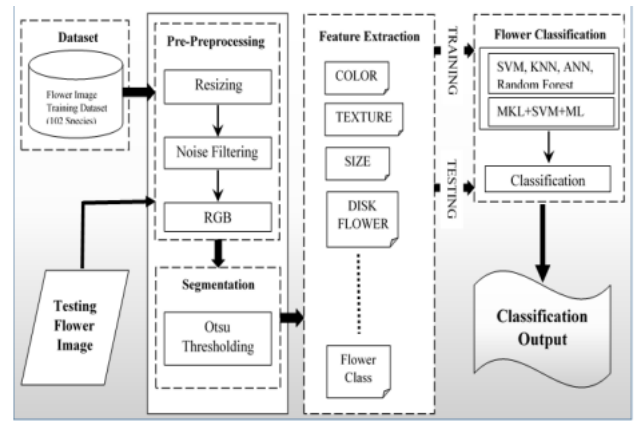 Dataset
Flower Image
Training Dataset
(102 Species)
Pre-Preprocessing
Resizing
Noise Filtering
RGB
Segmentation
Otsu
Thresholding
Testing
Flower
Image
Feature Extraction
COLOR
TEXTURE
SIZE
DISK
FLOWER
Flower
Class
TRAINING
TESTING
Flower Classification
SVM, KNN, ANN,
Random Forest
MKL+SVM+ML
Classification
Classification
Output